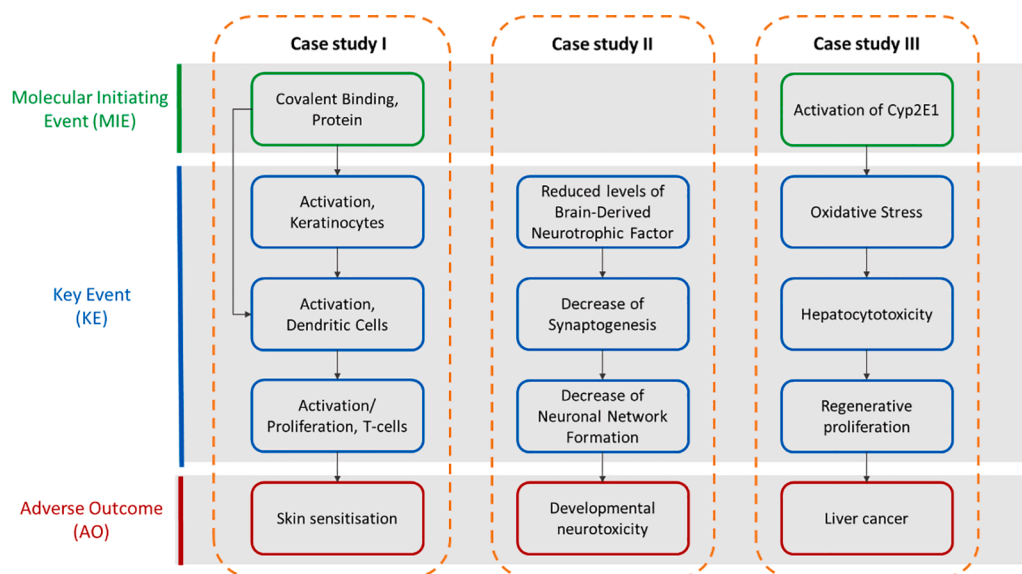 Case study I
Case study II
Case study III
Molecular Initiating
Event (MIE)
Covalent Binding,
Protein
Activation of Cyp2E1
Key Event
(KE)
Activation,
Keratinocytes
Reduced levels of
Brain-Derived
Neurotrophic Factor
Oxidative Stress
Activation,
Dendritic Cells
Decrease of
Synaptogenesis
Hepatocytotoxicity
Activation/
Proliferation, T-cells
Decrease of
Neuronal Network
Formation
Regenerative
proliferation
Adverse Outcome
(AO)
Skin sensitisation
Developmental
neurotoxicity
Liver cancer